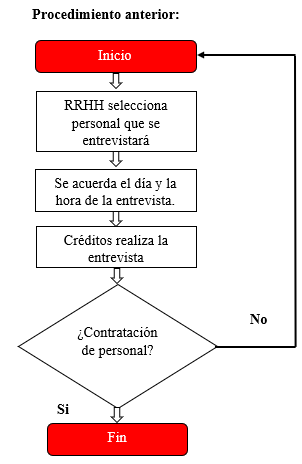 Procedimiento anterior:
Inicio
RRHH selecciona
personal que se
entrevistará
Se acuerda el día y la
hora de la entrevista.
Créditos realiza la
entrevista
¿Contratación
de personal?
No
Si
Fin